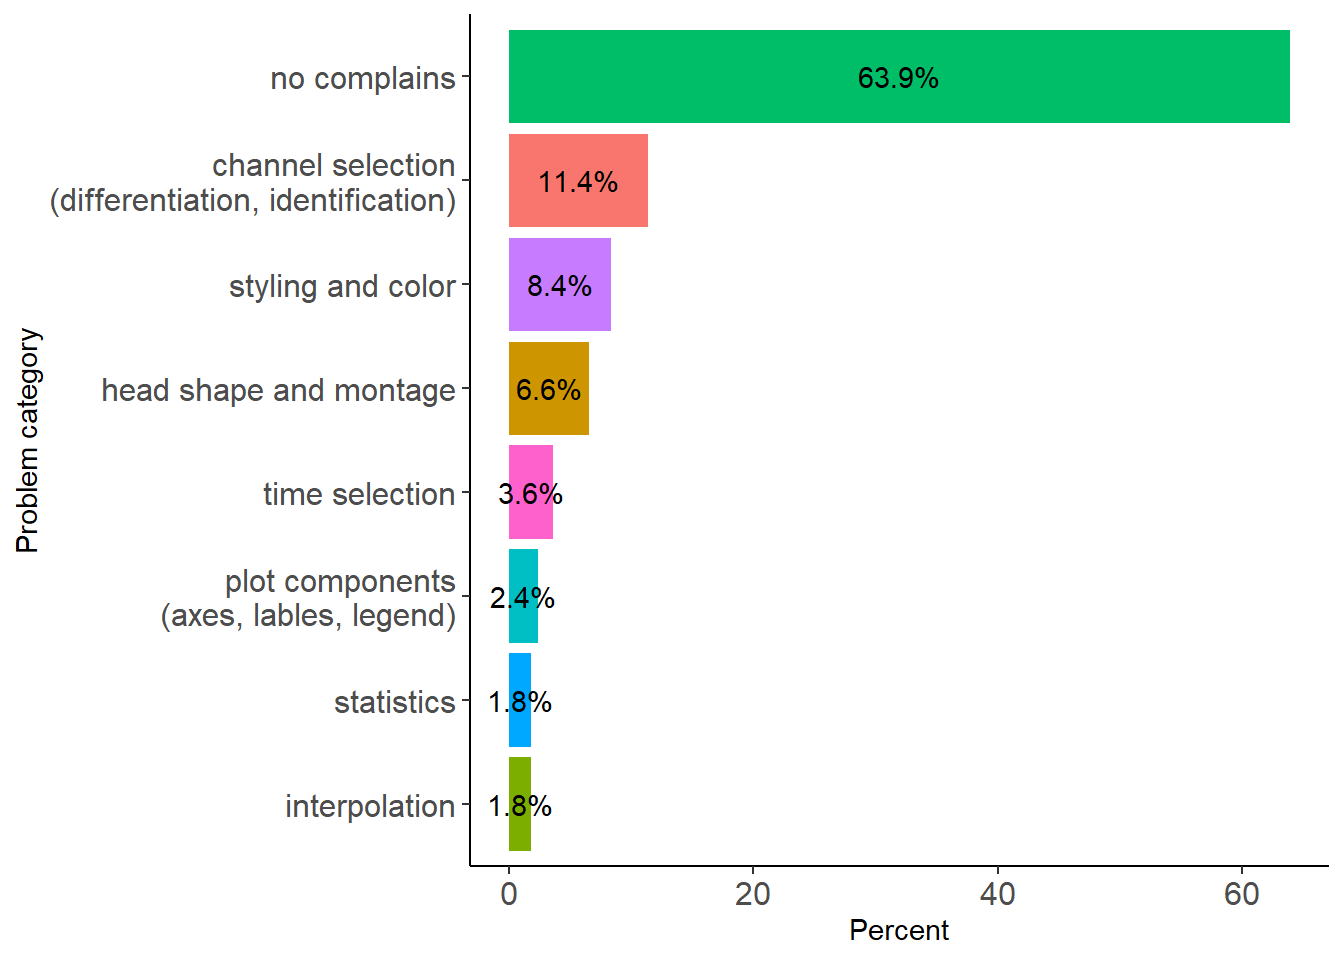 no complains
63.9%
channel selection
(differentiation, identification)
11.4%
styling and color
8.4%
head shape and montage
6.6%
time selection
3.6%
plot components
(axes, lables, legend)
2.4%
statistics
1.8%
interpolation
1.8%
Problem category
0 20 40 60
Percent